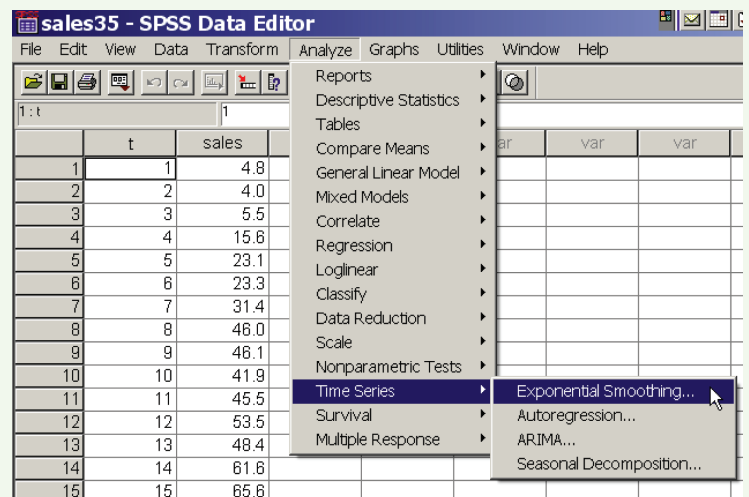 sales35 - SPSS Data Editor
File Edit View Data Transform Analyze Graphs Utilities Window Help
1:t 1
t sales ar var var
1 1 4.8
2 2 4.0
3 3 5.5
4 4 15.6
5 5 23.1
6 6 23.3
7 7 31.4
8 8 46.0
9 9 46.1
10 10 41.9
11 11 45.5
12 12 53.5
13 13 48.4
14 14 61.6
15 15 65.6
Reports
Descriptive Statistics
Tables
Compare Means
General Linear Model
Mixed Models
Correlate
Regression
Loglinear
Classify
Data Reduction
Scale
Nonparametric Tests
Time Series
Survival
Multiple Response
Exponential Smoothing...
Autoregression...
ARIMA...
Seasonal Decomposition...